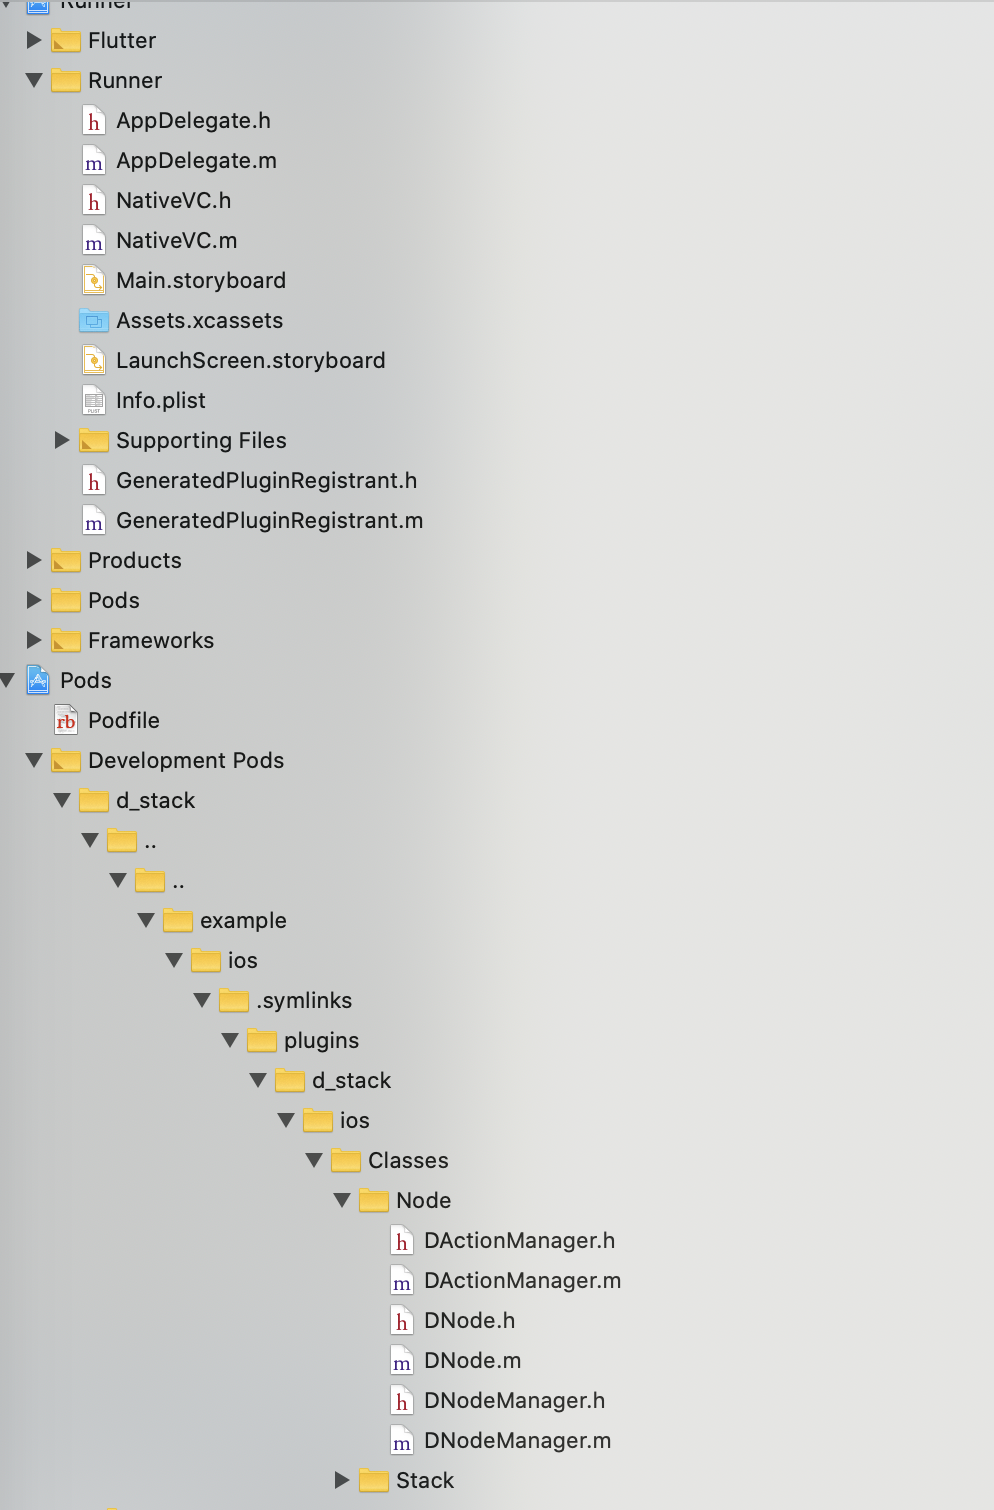 Runner
Flutter
Runner
AppDelegate.h
AppDelegate.m
NativeVC.h
NativeVC.m
Main.storyboard
Assets.xcassets
LaunchScreen.storyboard
Info.plist
Supporting Files
GeneratedPluginRegistrant.h
GeneratedPluginRegistrant.m
Products
Pods
Frameworks
Pods
Podfile
Development Pods
d_stack
..
..
example
ios
.symlinks
plugins
d_stack
ios
Classes
Node
DActionManager.h
DActionManager.m
DNode.h
DNode.m
DNodeManager.h
DNodeManager.m
Stack